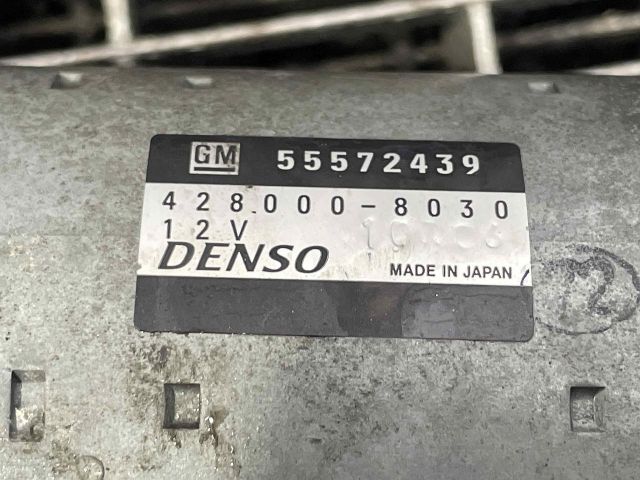 GM 55572439
428000-8030
12V
DENSO MADE IN JAPAN